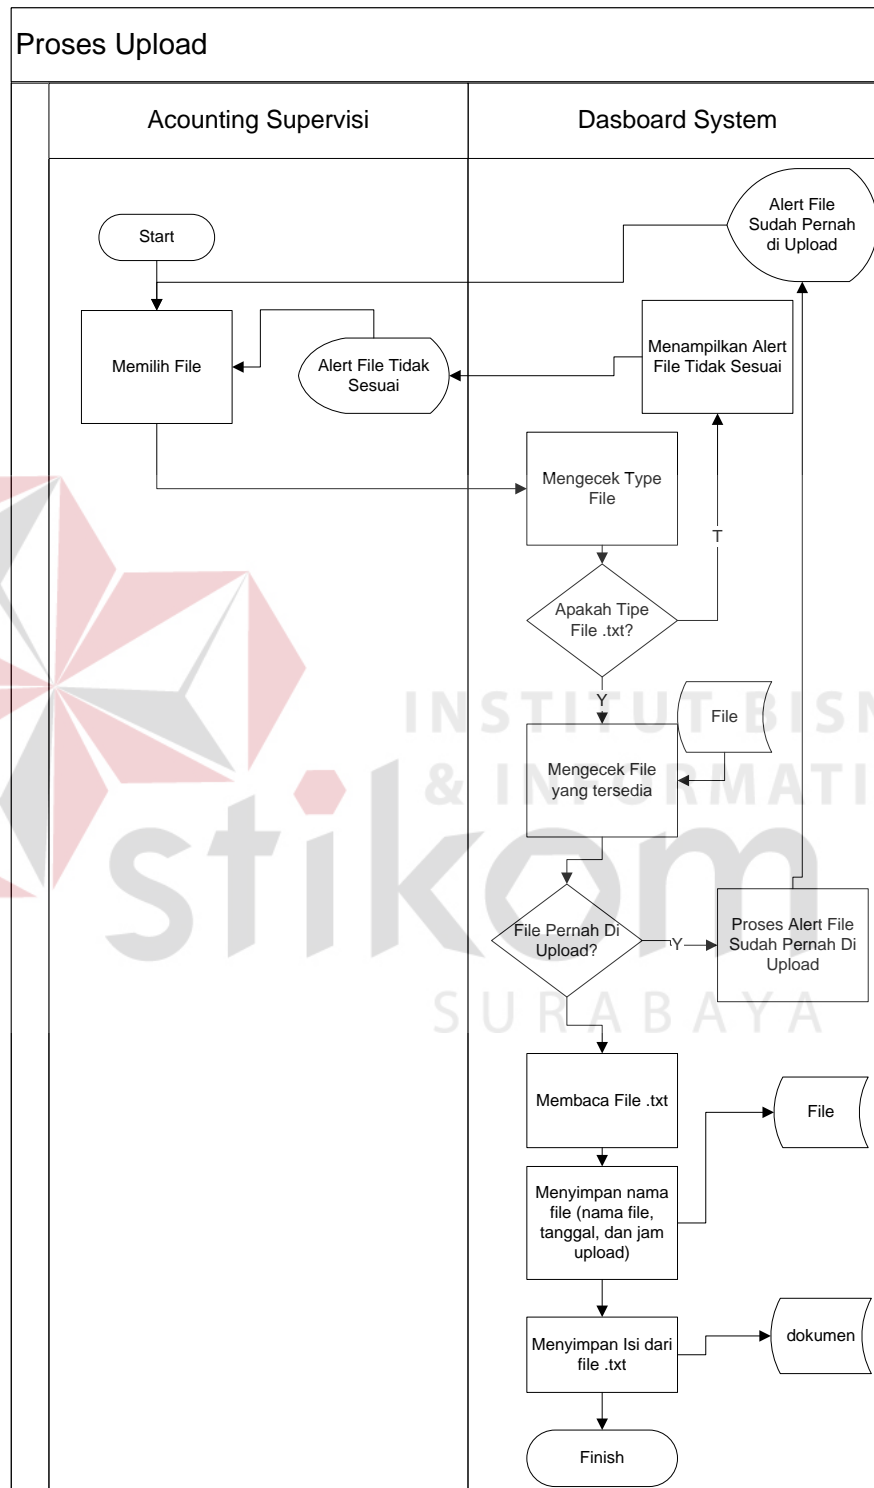 Proses Upload
Acounting Supervisi
Dasboard System
Alert File
Sudah Pernah
di Upload
Start
Memilih File
Alert File Tidak
Sesuai
Menampilkan Alert
File Tidak Sesuai
Mengecek Type
File
T
Apakah Tipe
File .txt?
Y
File
Mengecek File
yang tersedia
INSTITUT BISN
& INFORMATI
stikom
SURABAYA
File Pernah Di
Upload?
Y
Proses Alert File
Sudah Pernah Di
Upload
Membaca File .txt
File
Menyimpan nama
file (nama file,
tanggal, dan jam
upload)
Menyimpan Isi dari
file .txt
dokumen
Finish